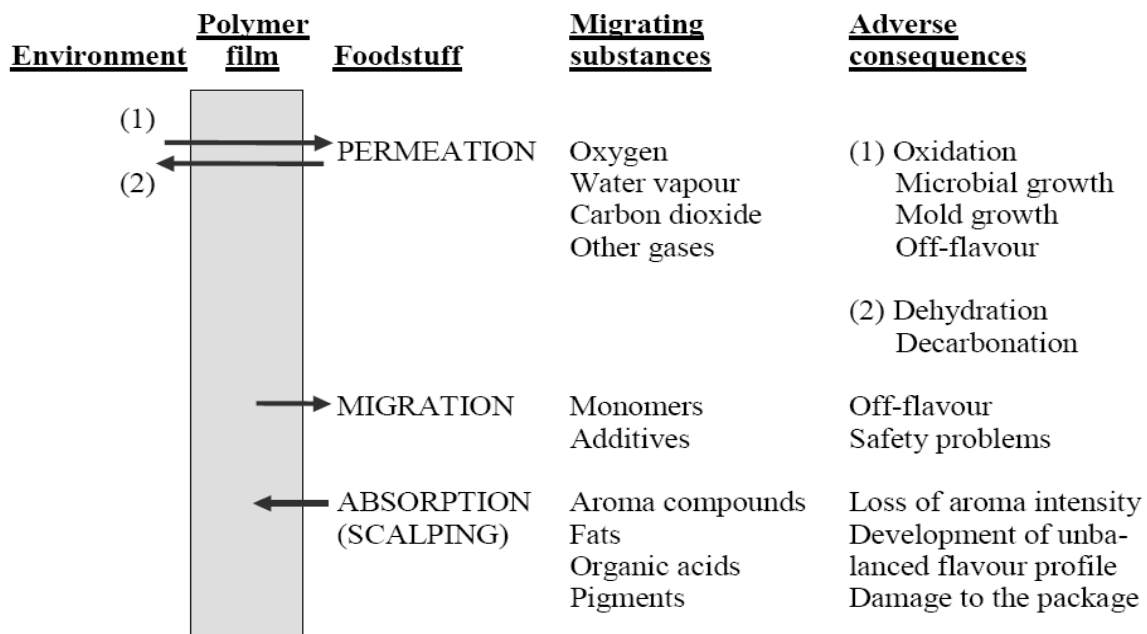 Environment Polymer film Foodstuff Migrating substances Adverse consequences
(1)
(2)
PERMEATION Oxygen (1) Oxidation
Water vapour Microbial growth
Carbon dioxide Mold growth
Other gases Off-flavour
(2) Dehydration
Decarbonation
MIGRATION Monomers Off-flavour
Additives Safety problems
ABSORPTION Aroma compounds Loss of aroma intensity
(SCALPING) Fats Development of unba-
Organic acids lanced flavour profile
Pigments Damage to the package